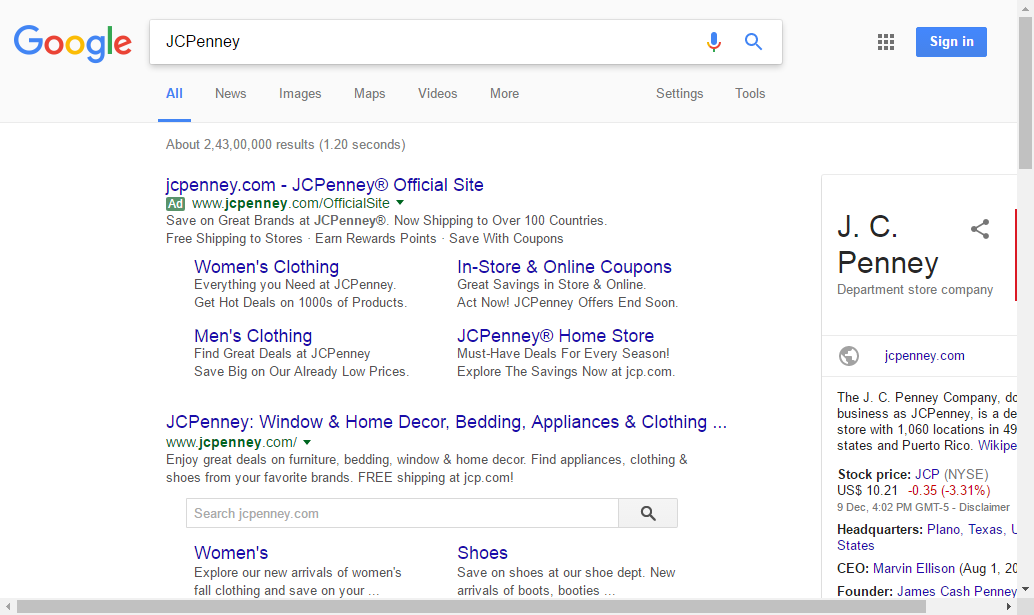 Google
JCPenney
Sign in
All News Images Maps Videos More Settings Tools
About 2,43,00,000 results (1.20 seconds)
jcpenney.com - JCPenney® Official Site
Ad www.jcpenney.com/OfficialSite
Save on Great Brands at JCPenney®. Now Shipping to Over 100 Countries.
Free Shipping to Stores · Earn Rewards Points · Save With Coupons
Women's Clothing
Everything you Need at JCPenney.
Get Hot Deals on 1000s of Products.
In-Store & Online Coupons
Great Savings in Store & Online.
Act Now! JCPenney Offers End Soon.
Men's Clothing
Find Great Deals at JCPenney
Save Big on Our Already Low Prices.
JCPenney® Home Store
Must-Have Deals For Every Season!
Explore The Savings Now at jcp.com.
JCPenney: Window & Home Decor, Bedding, Appliances & Clothing ...
www.jcpenney.com/
Enjoy great deals on furniture, bedding, window & home decor. Find appliances, clothing &
shoes from your favorite brands. FREE shipping at jcp.com!
Search jcpenney.com
Women's
Explore our new arrivals of women's
fall clothing and save on your ...
Shoes
Save on shoes at our shoe dept. New
arrivals of boots, booties ...
J. C.
Penney
Department store company
jcpenney.com
The J. C. Penney Company, do
business as JCPenney, is a de
store with 1,060 locations in 49
states and Puerto Rico. Wikipe
Stock price: JCP (NYSE)
US$ 10.21 -0.35 (-3.31%)
9 Dec, 4:02 PM GMT-5 - Disclaimer
Headquarters: Plano, Texas, U
States
CEO: Marvin Ellison (Aug 1, 20
Founder: James Cash Penney